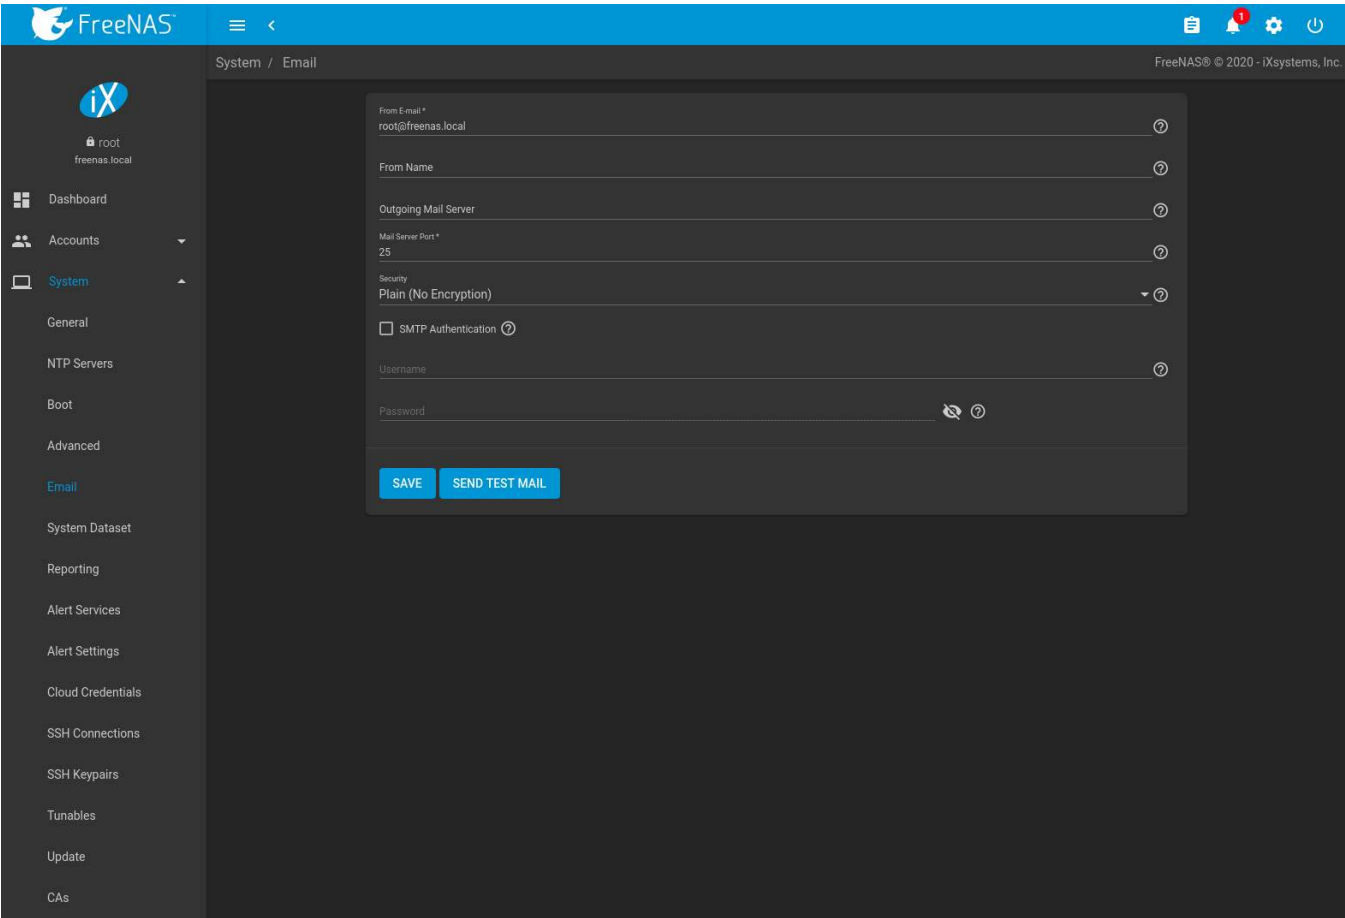 FreeNAS™
1
System / Email
FreeNAS® © 2020 - iXsystems, Inc.
iX
root
freenas.local
Dashboard
Accounts
System
General
NTP Servers
Boot
Advanced
Email
System Dataset
Reporting
Alert Services
Alert Settings
Cloud Credentials
SSH Connections
SSH Keypairs
Tunables
Update
CAs
From E-mail *
root@freenas.local
From Name
Outgoing Mail Server
Mail Server Port *
25
Security
Plain (No Encryption)
SMTP Authentication
Username
Password
SAVE SEND TEST MAIL